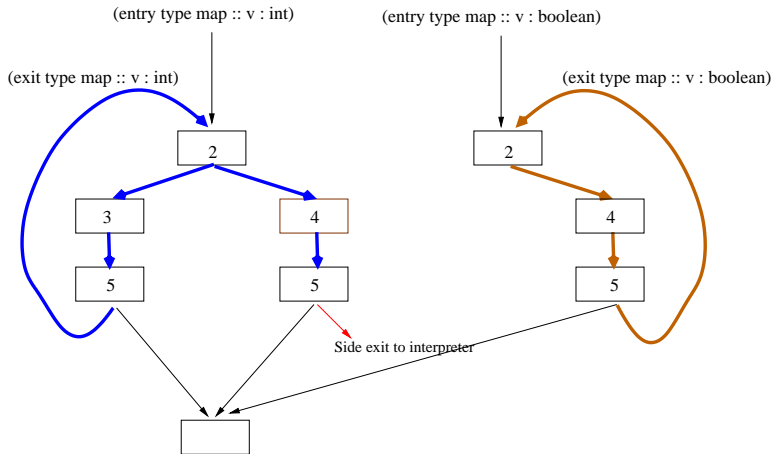 (entry type map :: v : int)
(entry type map :: v : boolean)
(exit type map :: v : int)
(exit type map :: v : boolean)
2
2
3
4
4
5
5
5
Side exit to interpreter